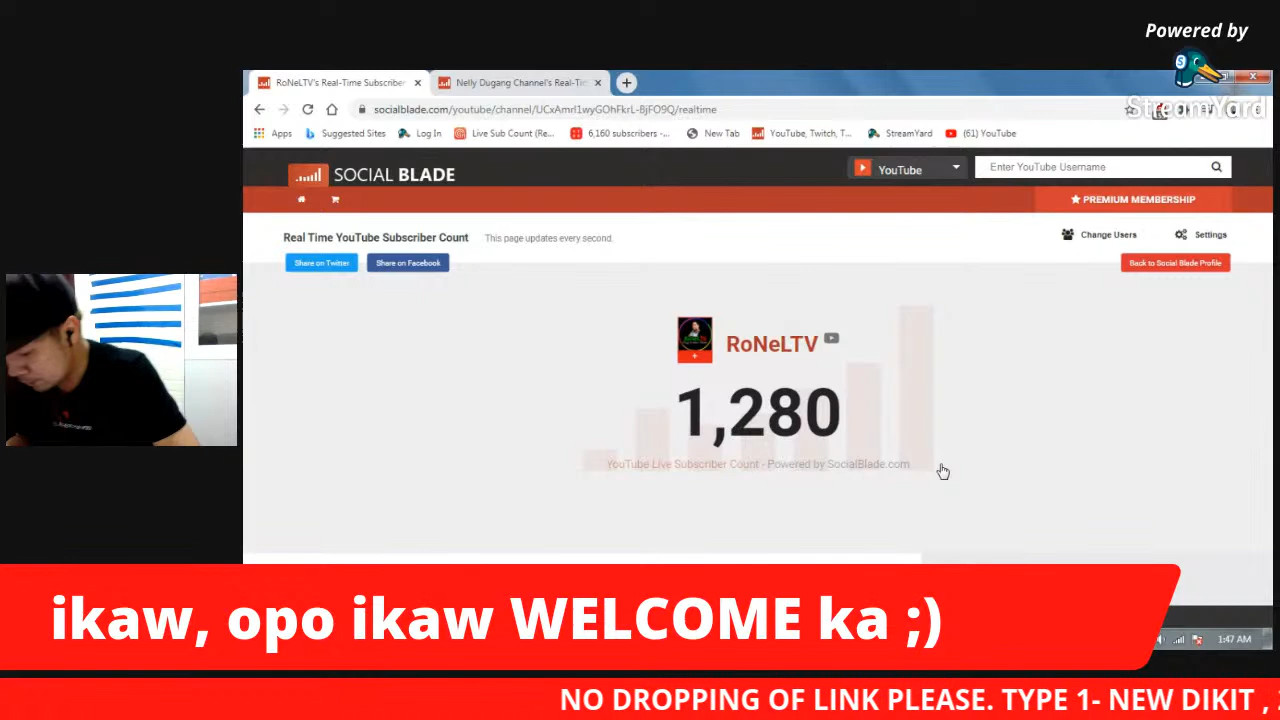 Powered by
StreamYard
RoNeLTV's Real-Time Subscriber
Nelly Dugang Channel's Real-Tim
socialblade.com/youtube/channel/UCxAmrl1wyGOhFkrL-8jFO9Q/realtime
Apps
Suggested Sites
Log In
Live Sub Count (Re...
6,160 subscribers -...
New Tab
YouTube, Twitch, T...
StreamYard
(61) YouTube
SOCIAL BLADE
YouTube
Enter YouTube Username
PREMIUM MEMBERSHIP
Real Time YouTube Subscriber Count
This page updates every second.
Change Users
Settings
Share on Twitter
Share on Facebook
Back to Social Blade Profile
RoNeLTV
1,280
YouTube Live Subscriber Count - Powered by SocialBlade.com
ikaw, opo ikaw WELCOME ka ;)
1:47 AM
NO DROPPING OF LINK PLEASE. TYPE 1- NEW DIKIT ,